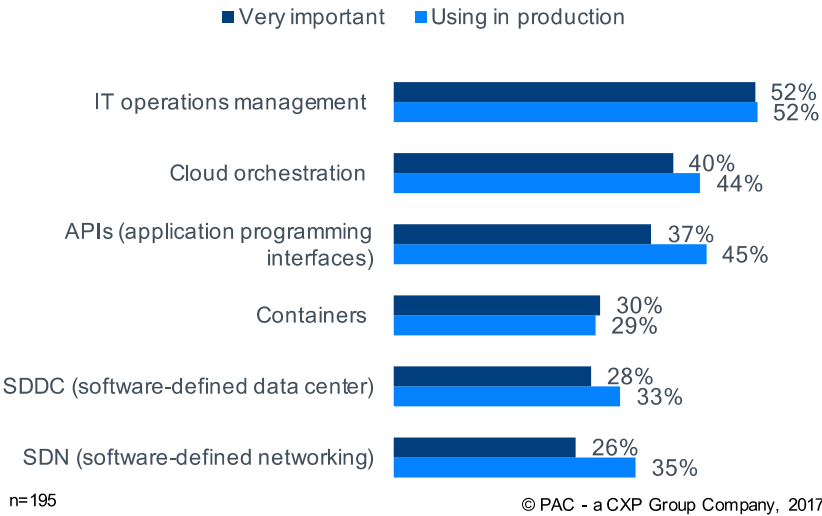 Very important Using in production
IT operations management
52%
52%
Cloud orchestration
40%
44%
APIs (application programming
interfaces)
37%
45%
Containers
30%
29%
SDDC (software-defined data center)
28%
33%
SDN (software-defined networking)
26%
35%
n=195
© PAC - a CXP Group Company, 2017